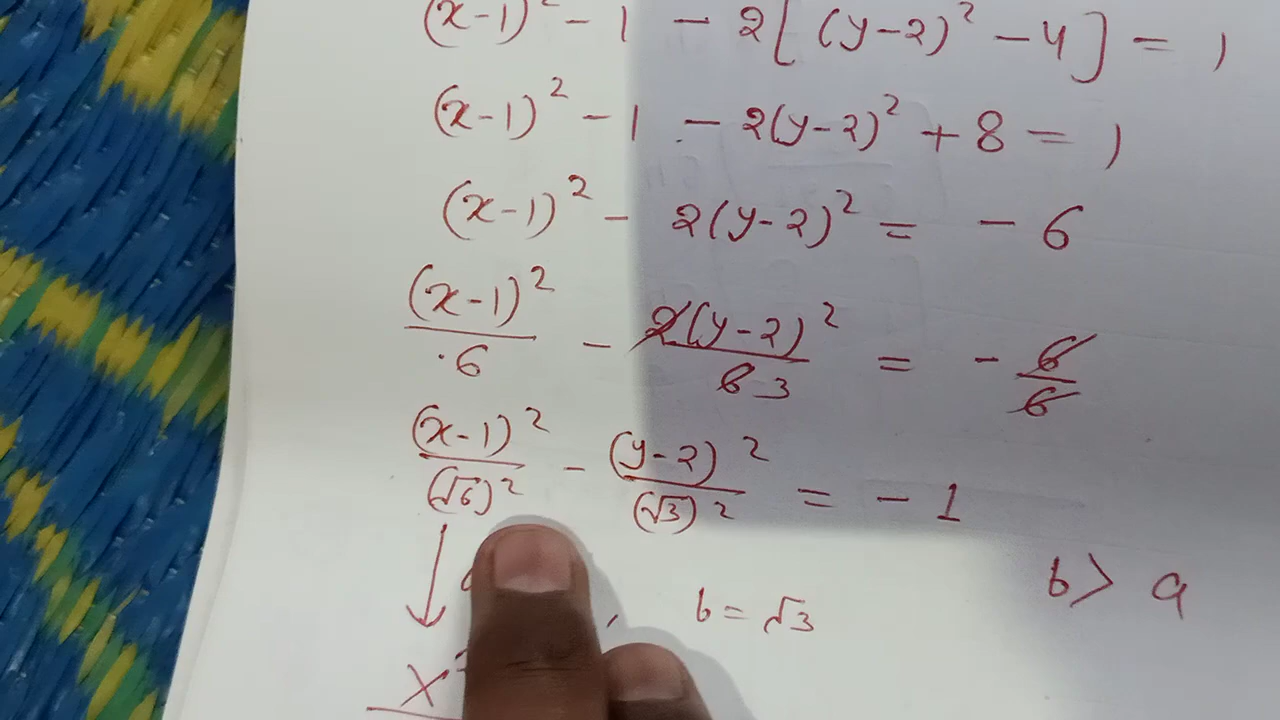 (x-1)² - 1 - 2[(y-2)² - 4] = 1
(x-1)² - 1 - 2(y-2)² + 8 = 1
(x-1)² - 2(y-2)² = - 6
(x-1)²/6 - 2(y-2)²/6 3 = - 6/6
(x-1)²/(√6)² - (y-2)²/(√3)² = - 1
b > a
, b = √3
x